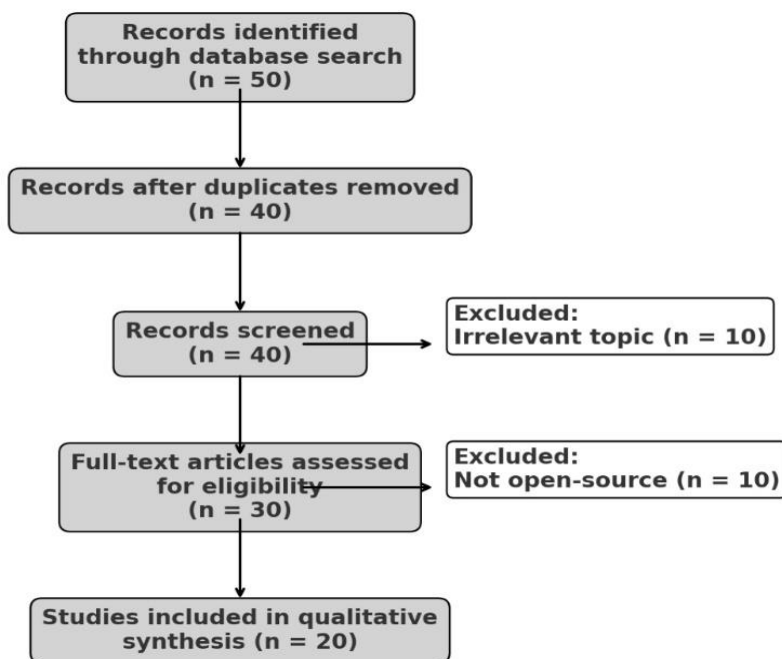 Records identified
through database search
(n = 50)
Records after duplicates removed
(n = 40)
Records screened
(n = 40)
Excluded:
Irrelevant topic (n = 10)
Full-text articles assessed
for eligibility
(n = 30)
Excluded:
Not open-source (n = 10)
Studies included in qualitative
synthesis (n = 20)